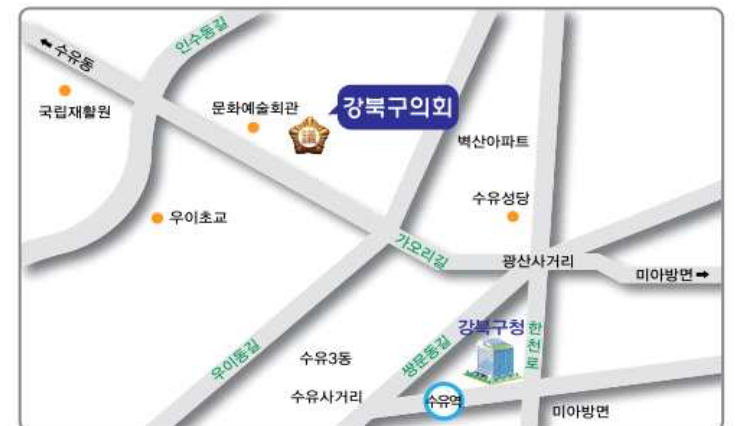 인수동길
← 수유동
국립재활원
문화예술회관
강북구의회
벽산아파트
수유성당
우이초교
가오리길
광산사거리
미아방면 →
강북구청
한천로
쌍문동길
우이동길
수유3동
수유사거리
수유역
미아방면